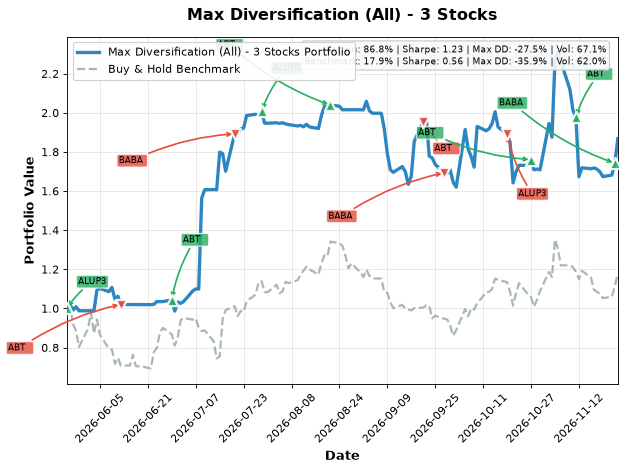 Max Diversification (All) - 3 Stocks
Max Diversification (All) - 3 Stocks Portfolio
Buy & Hold Benchmark
: 86.8% | Sharpe: 1.23 | Max DD: -27.5% | Vol: 67.1%
17.9% | Sharpe: 0.56 | Max DD: -35.9% | Vol: 62.0%
ALUP3
ABT
BABA
ABT
BABA
ABT
BABA
ALUP3
ABT
ALUP3
ABT
BABA
ABT
2.2
2.0
1.8
1.6
1.4
1.2
1.0
0.8
Portfolio Value
2026-06-05
2026-06-21
2026-07-07
2026-07-23
2026-08-08
2026-08-24
2026-09-09
2026-09-25
2026-10-11
2026-10-27
2026-11-12
Date